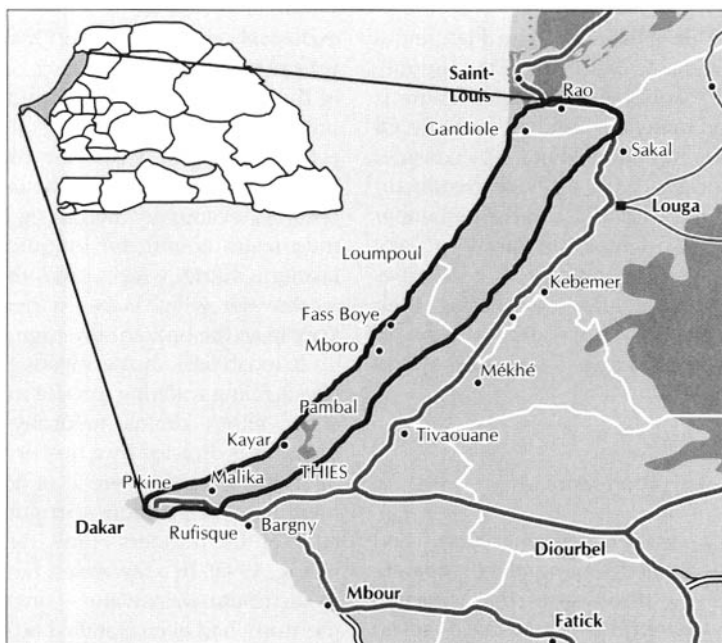 Saint-
Louis
Rao
Gandiole
Sakal
Louga
Loumpoul
Kebemer
Fass Boye
Mboro
Mékhé
Pambal
Kayar
Tivaouane
THIES
Malika
Pikine
Dakar
Rufisque
Bargny
Diourbel
Mbour
Fatick